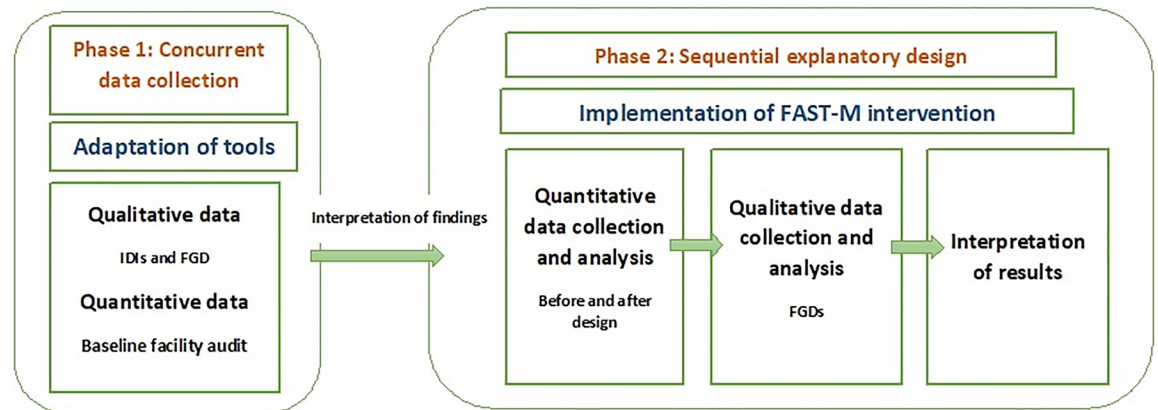 Phase 1: Concurrent
data collection
Adaptation of tools
Qualitative data
IDIs and FGD
Quantitative data
Baseline facility audit
Interpretation of findings
Phase 2: Sequential explanatory design
Implementation of FAST-M intervention
Quantitative
data collection
and analysis
Before and after
design
Qualitative data
collection and
analysis
FGDs
Interpretation
of results